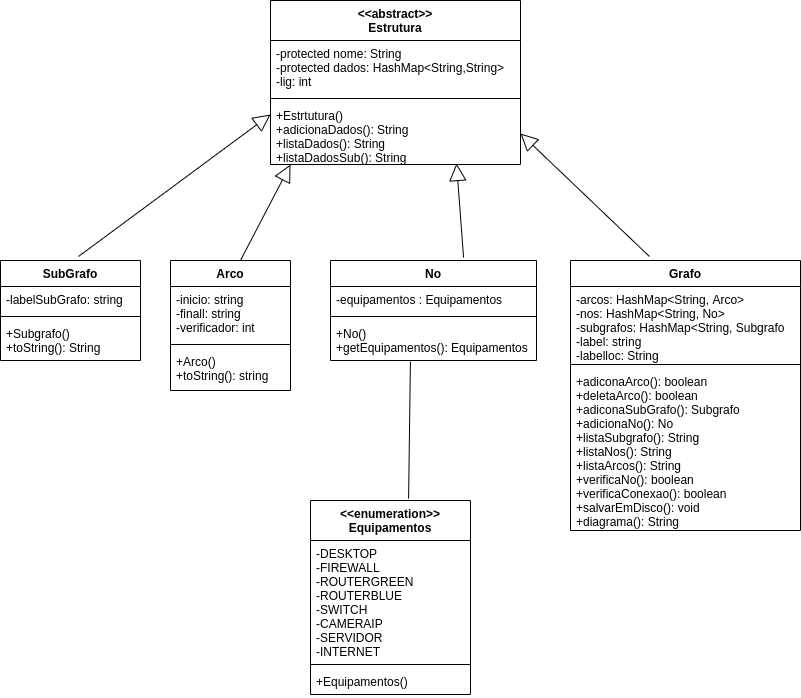 <<abstract>>
Estrutura
-protected nome: String
-protected dados: HashMap<String,String>
-lig: int
+Estrtutura()
+adicionaDados(): String
+listaDados(): String
+listaDadosSub(): String
SubGrafo
-labelSubGrafo: string
+Subgrafo()
+toString(): String
Arco
-inicio: string
-finall: string
-verificador: int
+Arco()
+toString(): string
No
-equipamentos : Equipamentos
+No()
+getEquipamentos(): Equipamentos
Grafo
-arcos: HashMap<String, Arco>
-nos: HashMap<String, No>
-subgrafos: HashMap<String, Subgrafo
-label: string
-labelloc: String
+adiconaArco(): boolean
+deletaArco(): boolean
+adiconaSubGrafo(): Subgrafo
+adicionaNo(): No
+listaSubgrafo(): String
+listaNos(): String
+listaArcos(): String
+verificaNo(): boolean
+verificaConexao(): boolean
+salvarEmDisco(): void
+diagrama(): String
<<enumeration>>
Equipamentos
-DESKTOP
-FIREWALL
-ROUTERGREEN
-ROUTERBLUE
-SWITCH
-CAMERAIP
-SERVIDOR
-INTERNET
+Equipamentos()